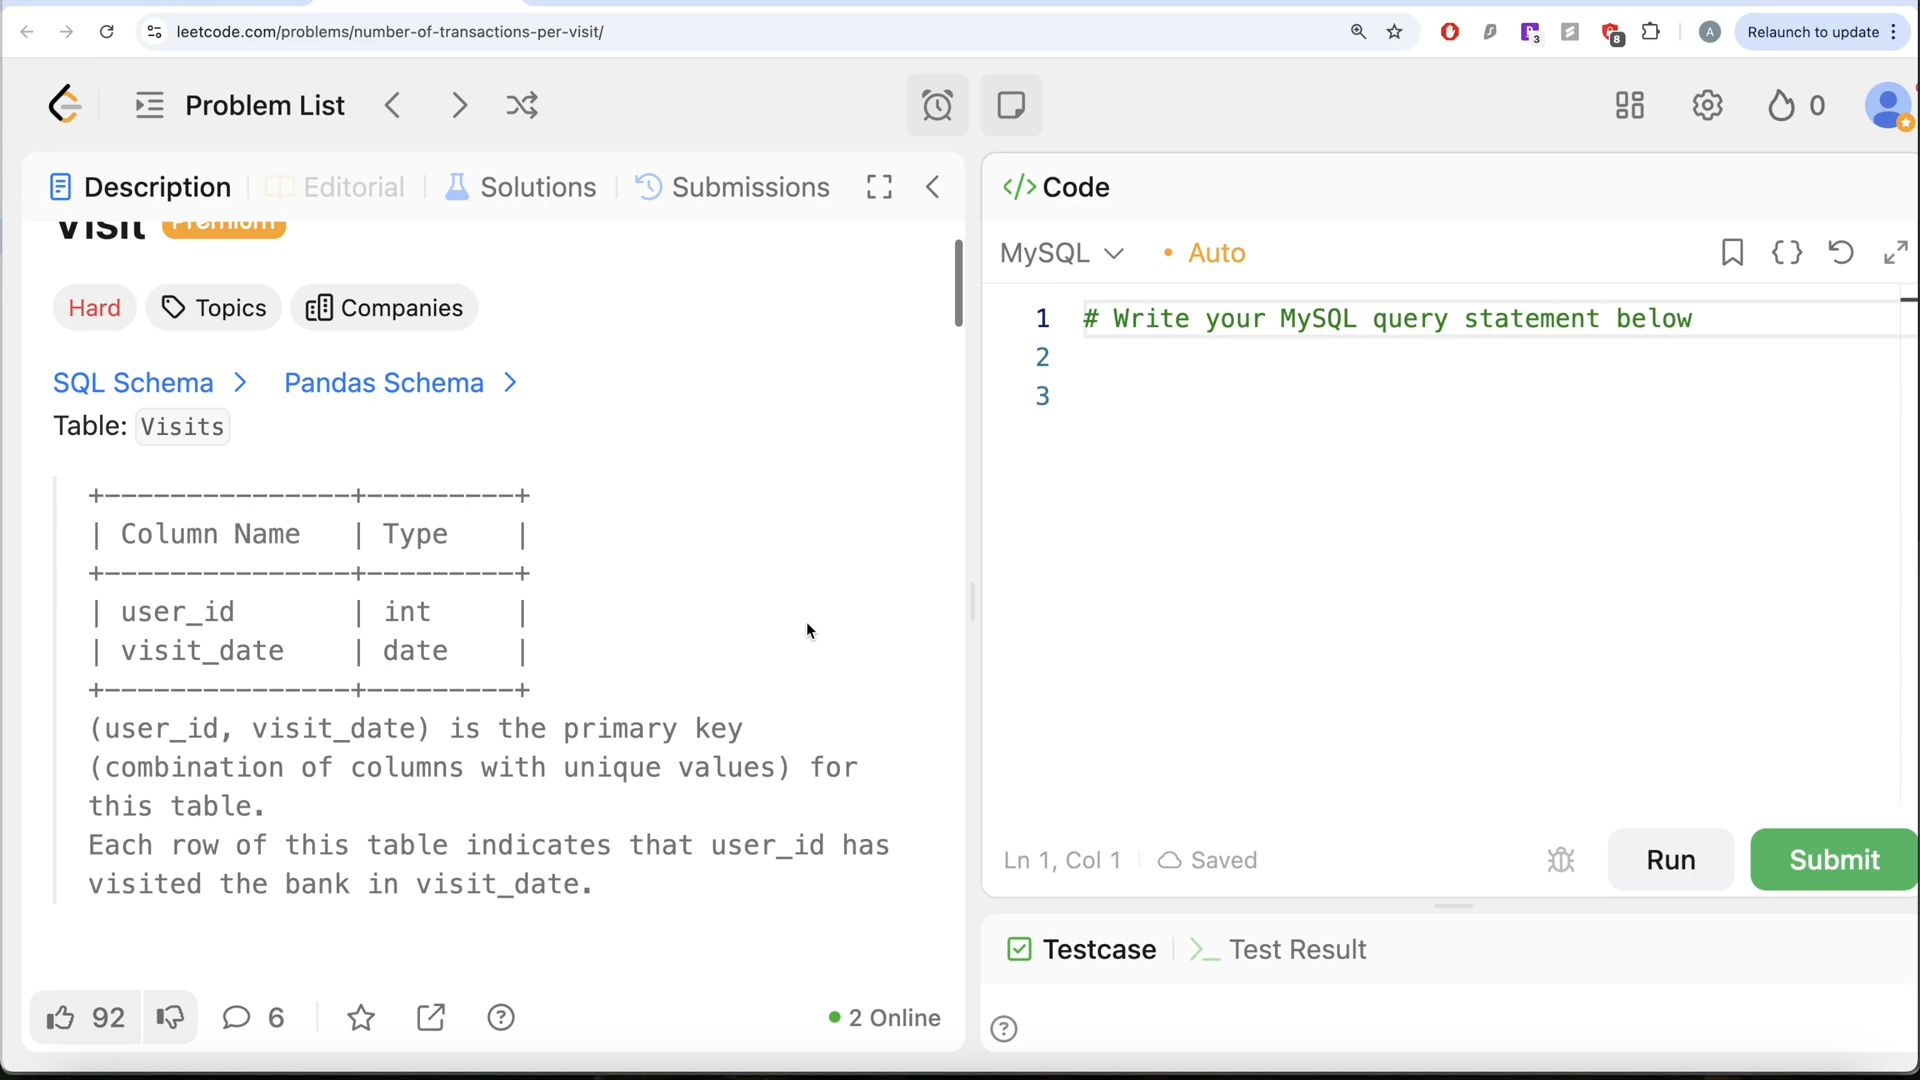 leetcode.com/problems/number-of-transactions-per-visit/
3
8
A
Relaunch to update
Problem List
0
Description
Editorial
Solutions
Submissions
Code
Visit
Premium
MySQL
Auto
Hard
Topics
Companies
1 # Write your MySQL query statement below
2
3
SQL Schema
Pandas Schema
Table: Visits
+---------------+---------+
| Column Name   | Type    |
+---------------+---------+
| user_id       | int     |
| visit_date    | date    |
+---------------+---------+
(user_id, visit_date) is the primary key
(combination of columns with unique values) for
this table.
Each row of this table indicates that user_id has
visited the bank in visit_date.
Ln 1, Col 1
Saved
Run
Submit
Testcase
Test Result
92
6
2 Online